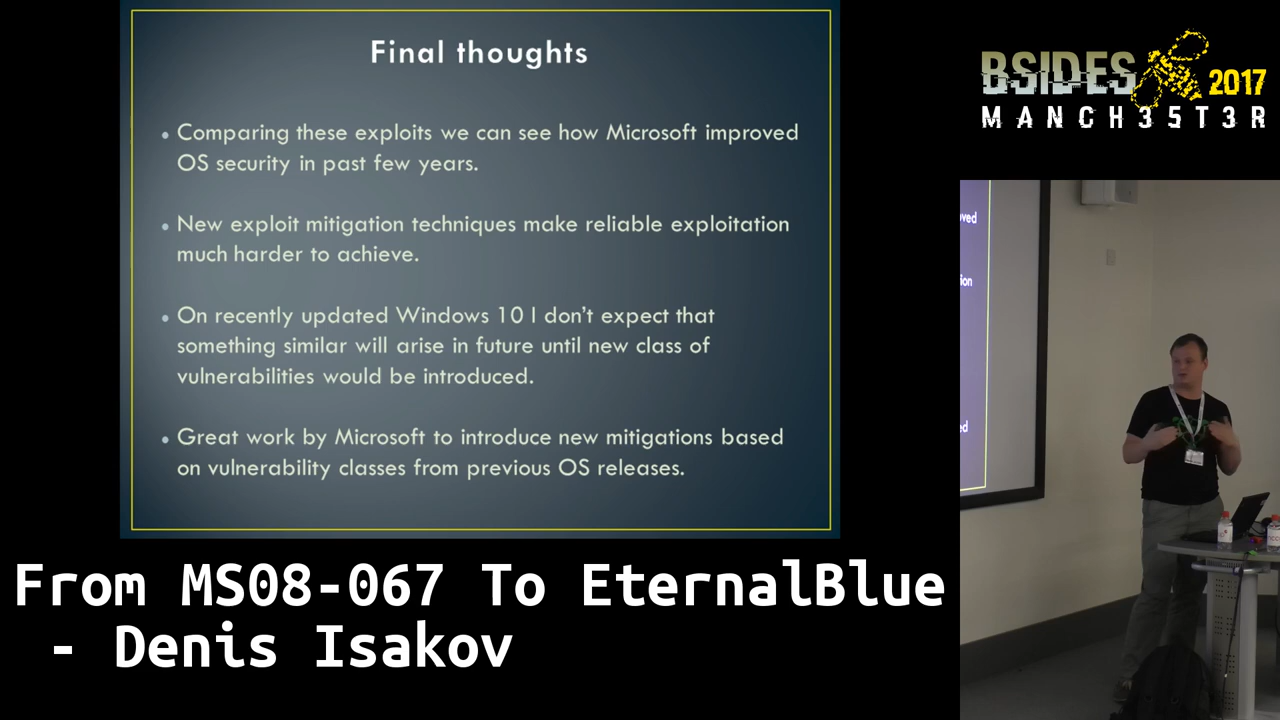 Final thoughts
• Comparing these exploits we can see how Microsoft improved
OS security in past few years.
• New exploit mitigation techniques make reliable exploitation
much harder to achieve.
• On recently updated Windows 10 I don't expect that
something similar will arise in future until new class of
vulnerabilities would be introduced.
• Great work by Microsoft to introduce new mitigations based
on vulnerability classes from previous OS releases.
BSIDES 2017
MANCH35T3R
From MS08-067 To EternalBlue
- Denis Isakov